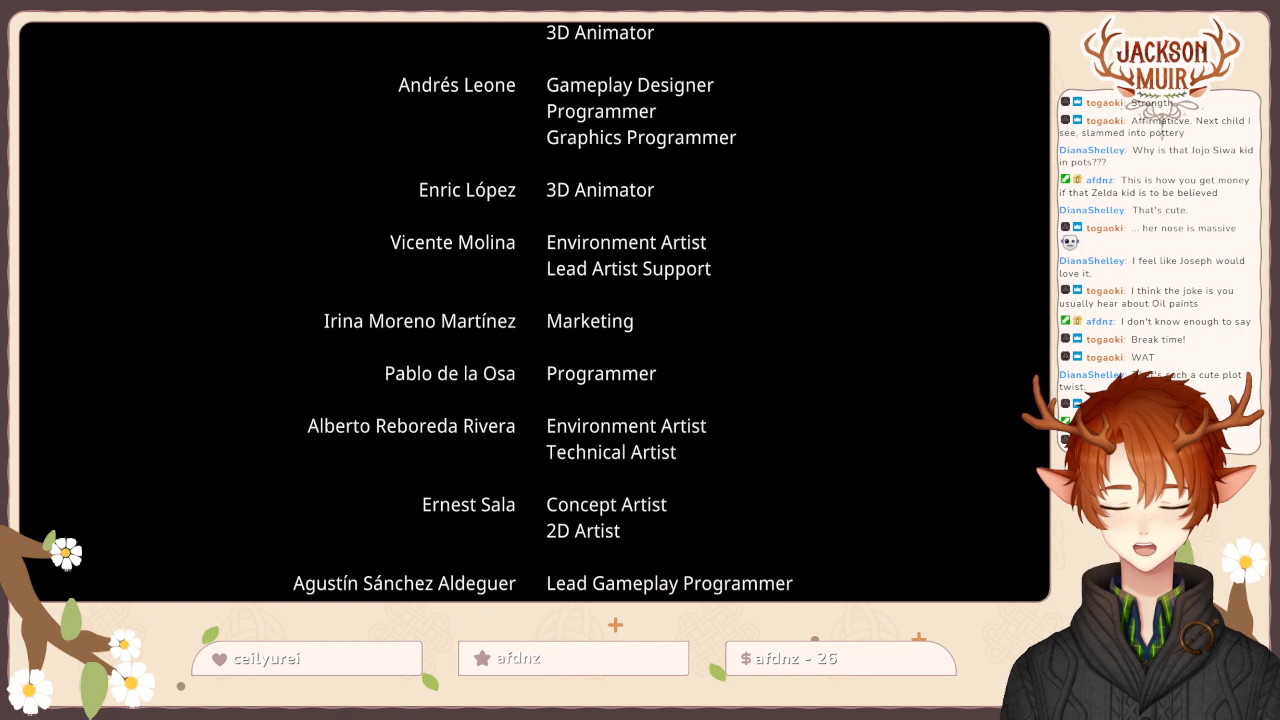 3D Animator
Andrés Leone Gameplay Designer
Programmer
Graphics Programmer
Enric López 3D Animator
Vicente Molina Environment Artist
Lead Artist Support
Irina Moreno Martínez Marketing
Pablo de la Osa Programmer
Alberto Reboreda Rivera Environment Artist
Technical Artist
Ernest Sala Concept Artist
2D Artist
Agustín Sánchez Aldeguer Lead Gameplay Programmer
JACKSON
MUIR
togaoki: Strength
togaoki: Affirmaticve. Next child I
see, slammed into pottery
DianaShelley: Why is that Jojo Siwa kid
in pots???
afdnz: This is how you get money
if that Zelda kid is to be believed
DianaShelley: That's cute.
togaoki: ... her nose is massive
DianaShelley: I feel like Joseph would
love it.
togaoki: I think the joke is you
usually hear about Oil paints
afdnz: I don't know enough to say
togaoki: Break time!
togaoki: WAT
DianaShelley: such a cute plot
twist.
ceilyurei
afdnz
$ afdnz - 26